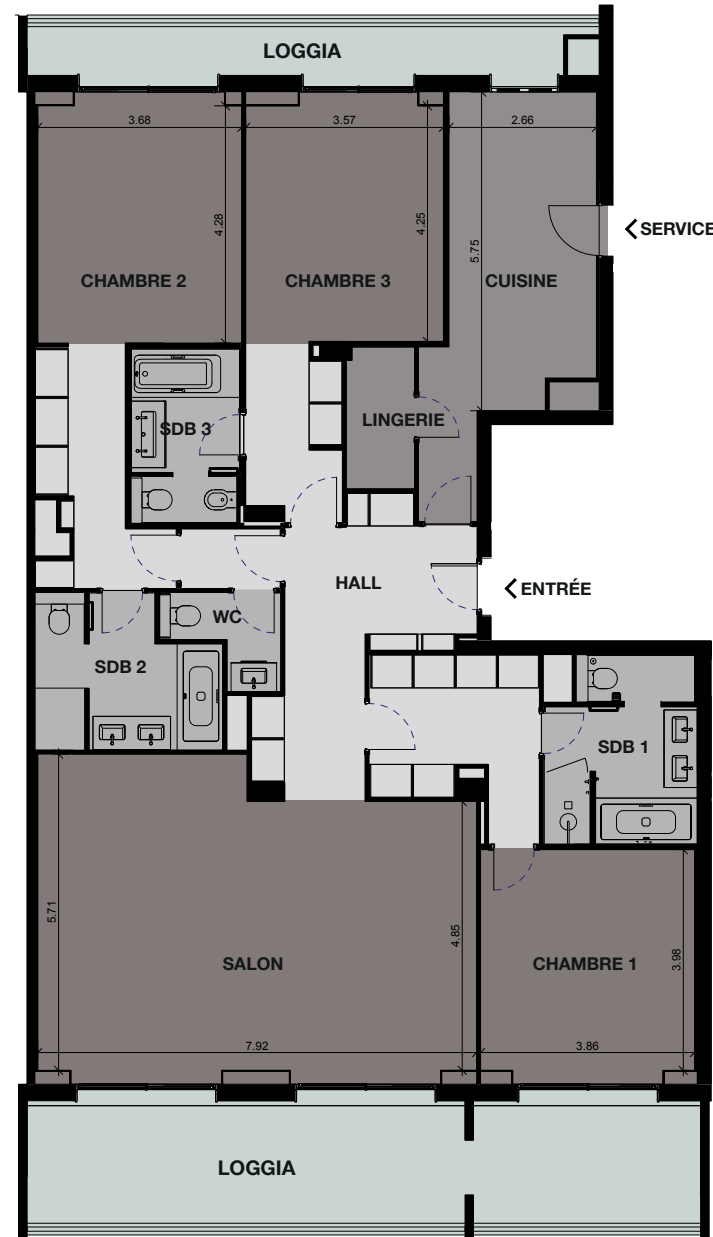 LOGGIA
3.68
3.57
2.66
4.28
4.25
5.75
SERVICE
CHAMBRE 2
CHAMBRE 3
CUISINE
SDB 3
LINGERIE
HALL
ENTRÉE
WC
SDB 2
SDB 1
5.71
4.85
3.98
SALON
CHAMBRE 1
7.92
3.86
LOGGIA